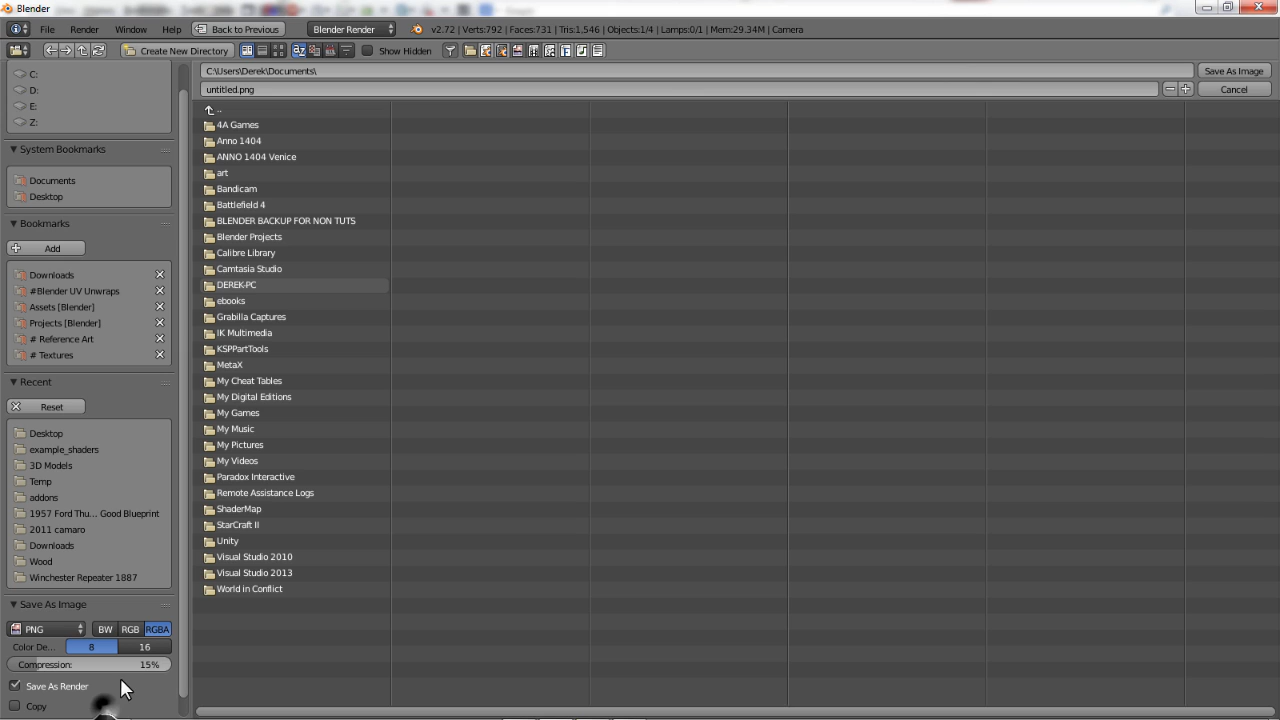 Blender
File Render Window Help Back to Previous Blender Render v2.72 | Verts:792 | Faces:731 | Tris:1,546 | Objects:1/4 | Lamps:0/1 | Mem:29.34M | Camera
Create New Directory Show Hidden
C:\Users\Derek\Documents\ Save As Image
untitled.png Cancel
C:
D:
E:
Z:
System Bookmarks
Documents
Desktop
Bookmarks
Add
Downloads
#Blender UV Unwraps
Assets [Blender]
Projects [Blender]
# Reference Art
# Textures
Recent
Reset
Desktop
example_shaders
3D Models
Temp
addons
1957 Ford Thu... Good Blueprint
2011 camaro
Downloads
Wood
Winchester Repeater 1887
Save As Image
PNG BW RGB RGBA
Color De... 8 16
Compression: 15%
Save As Render
Copy
..
4A Games
Anno 1404
ANNO 1404 Venice
art
Bandicam
Battlefield 4
BLENDER BACKUP FOR NON TUTS
Blender Projects
Calibre Library
Camtasia Studio
DEREK-PC
ebooks
Grabilla Captures
IK Multimedia
KSPPartTools
MetaX
My Cheat Tables
My Digital Editions
My Games
My Music
My Pictures
My Videos
Paradox Interactive
Remote Assistance Logs
ShaderMap
StarCraft II
Unity
Visual Studio 2010
Visual Studio 2013
World in Conflict